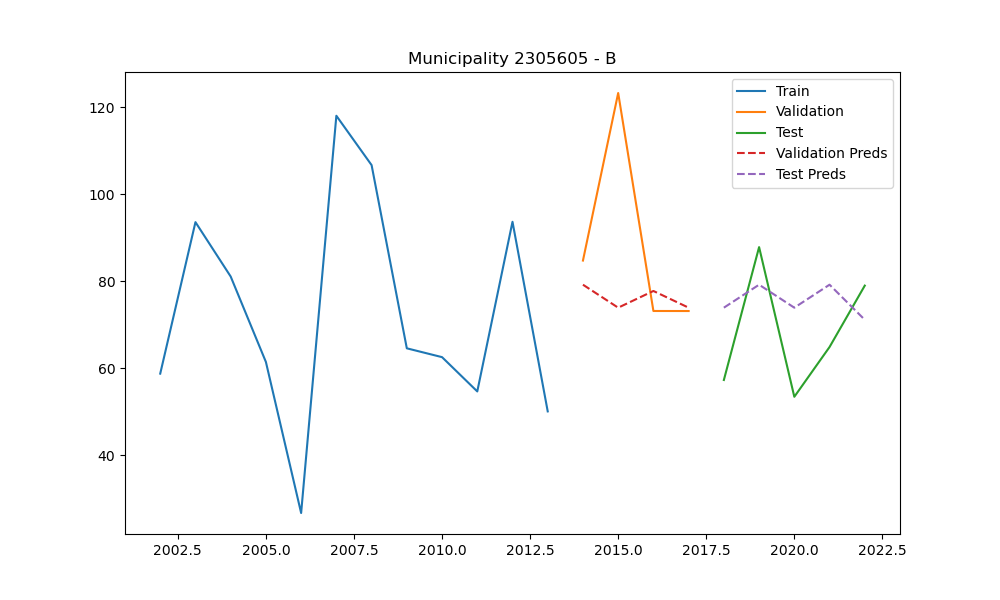 Municipality 2305605 - B
Train
Validation
Test
Validation Preds
Test Preds
120
100
80
60
40
2002.5 2005.0 2007.5 2010.0 2012.5 2015.0 2017.5 2020.0 2022.5